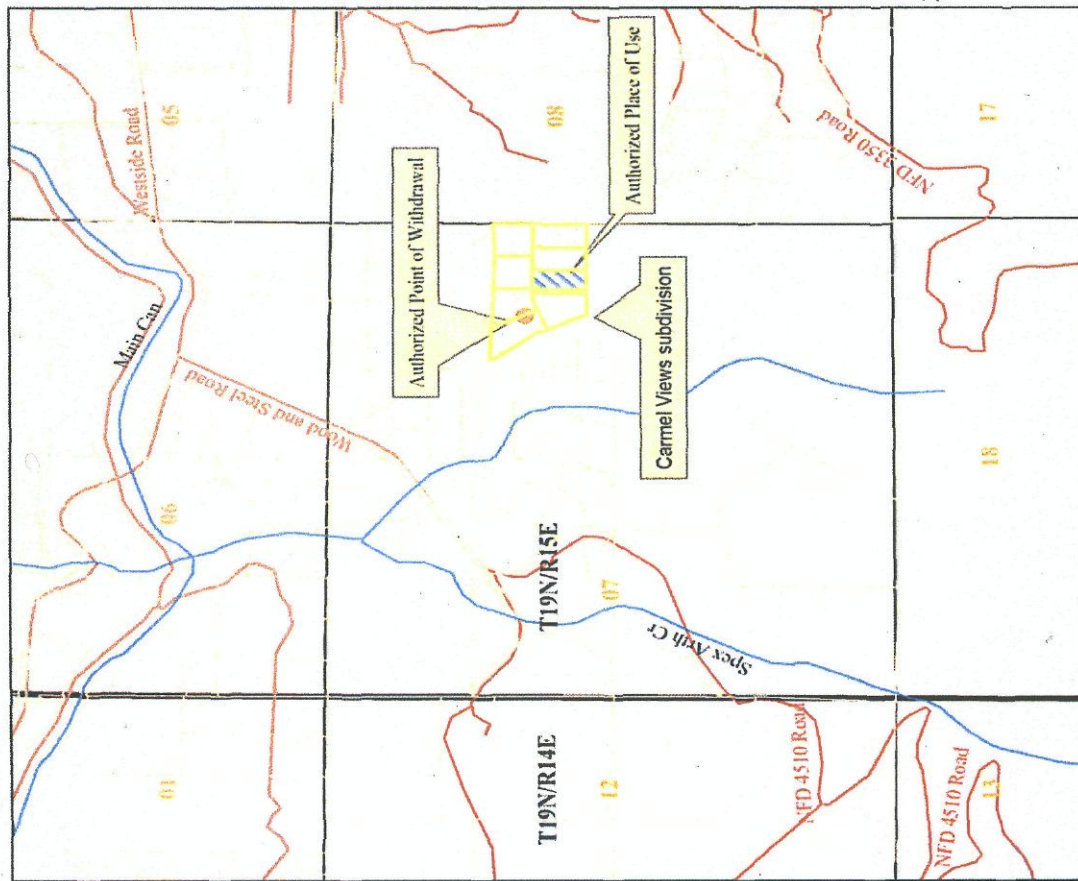 05
Westside Road
Main Can
06
01
Wood and Steel Road
Authorized Point of Withdrawal
08
Authorized Place of Use
Carmel Views subdivision
T19N/R15E
07
T19N/R14E
12
Spex Arth Cr
NFD 3350 Road
17
18
NFD 4510 Road
NFD 4510 Road
13